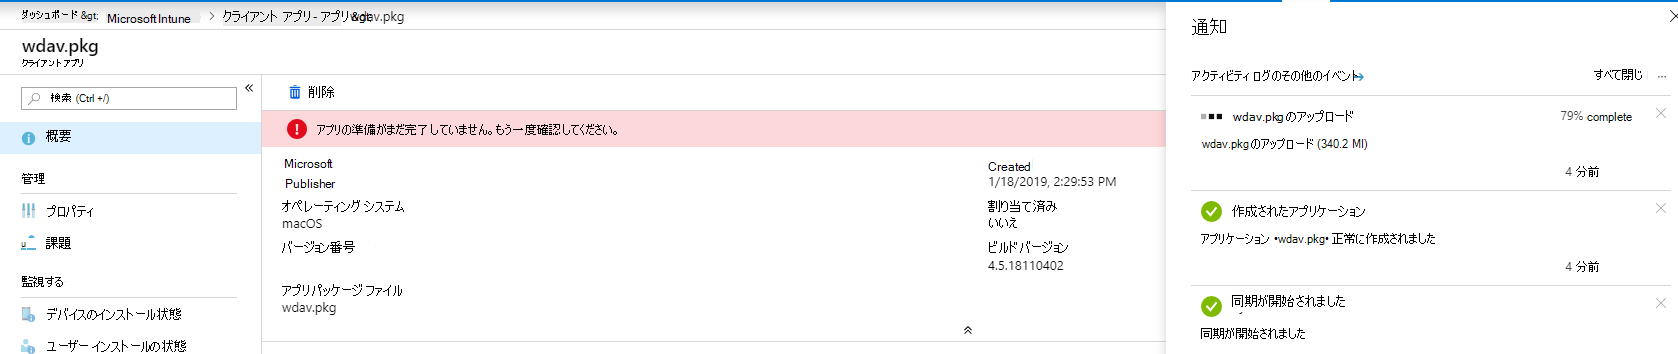 ダッシュボード &gt; Microsoft Intune > クライアント アプリ - アプリ &gt; wdav.pkg
wdav.pkg
クライアント アプリ
検索 (Ctrl +/)
概要
管理
プロパティ
課題
監視する
デバイスのインストール状態
ユーザー インストールの状態
削除
アプリの準備がまだ完了していません。もう一度確認してください。
Microsoft
Publisher
オペレーティング システム
macOS
バージョン番号
アプリパッケージ ファイル
wdav.pkg
Created
1/18/2019, 2:29:53 PM
割り当て済み
いいえ
ビルド バージョン
4.5.18110402
通知
アクティビティ ログのその他のイベント
すべて閉じ
...
wdav.pkg のアップロード
79% complete
wdav.pkg のアップロード (340.2 MI)
4 分前
作成されたアプリケーション
アプリケーション •wdav.pkg• 正常に作成されました
4 分前
同期が開始されました
同期が開始されました